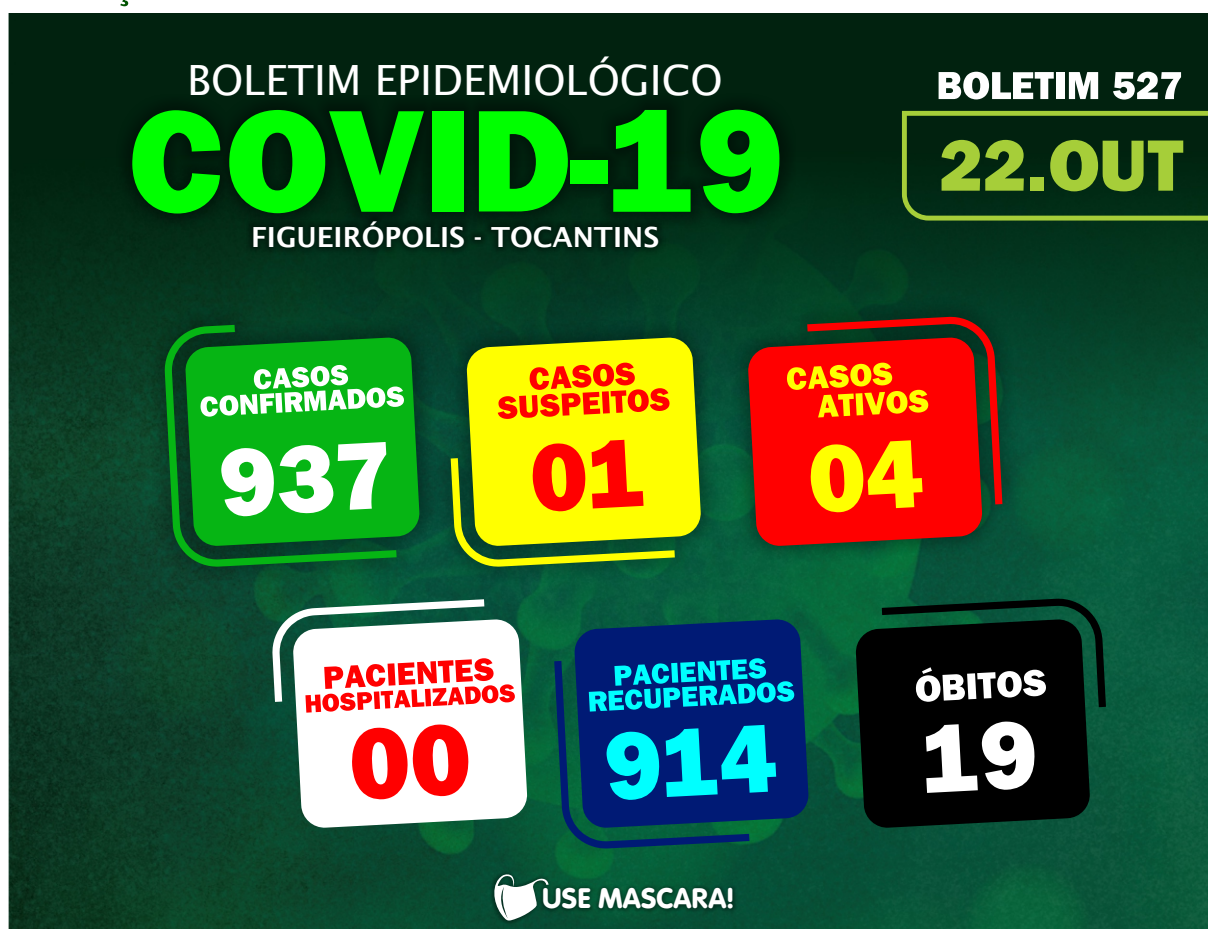 BOLETIM EPIDEMIOLÓGICO
COVID-19
FIGUEIRÓPOLIS - TOCANTINS
BOLETIM 527
22.OUT
CASOS
CONFIRMADOS
937
CASOS
SUSPEITOS
01
CASOS
ATIVOS
04
PACIENTES
HOSPITALIZADOS
00
PACIENTES
RECUPERADOS
914
ÓBITOS
19
USE MASCARA!